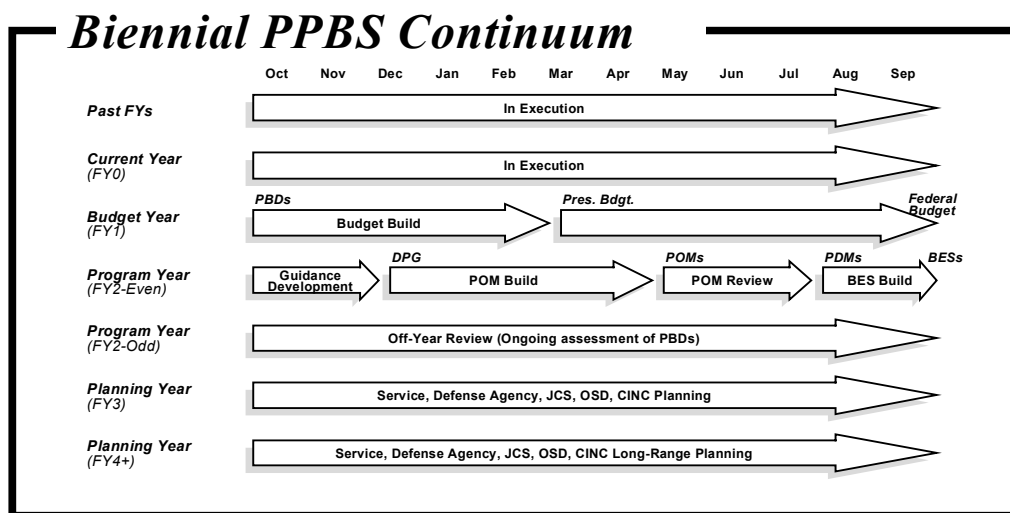 Biennial PPBS Continuum
Oct Nov Dec Jan Feb Mar Apr May Jun Jul Aug Sep
Past FYs
In Execution
Current Year
(FY0)
In Execution
Budget Year
(FY1)
PBDs
Budget Build
Pres. Bdgt.
Federal
Budget
Program Year
(FY2-Even)
Guidance
Development
DPG
POM Build
POMs
POM Review
PDMs
BES Build
BESs
Program Year
(FY2-Odd)
Off-Year Review (Ongoing assessment of PBDs)
Planning Year
(FY3)
Service, Defense Agency, JCS, OSD, CINC Planning
Planning Year
(FY4+)
Service, Defense Agency, JCS, OSD, CINC Long-Range Planning